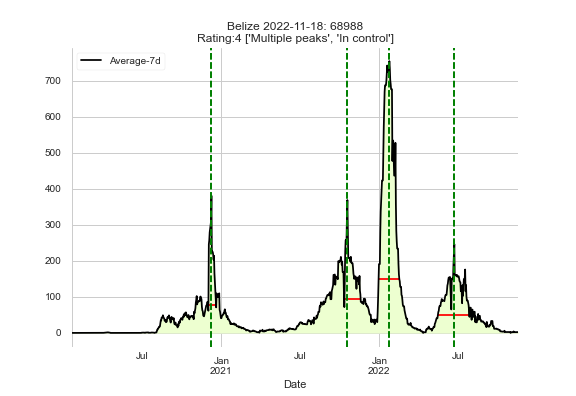 Belize 2022-11-18: 68988
Rating:4 ['Multiple peaks', 'In control']
Average-7d
700
600
500
400
300
200
100
0
Jul
Jan
2021
Jul
Jan
2022
Jul
Date